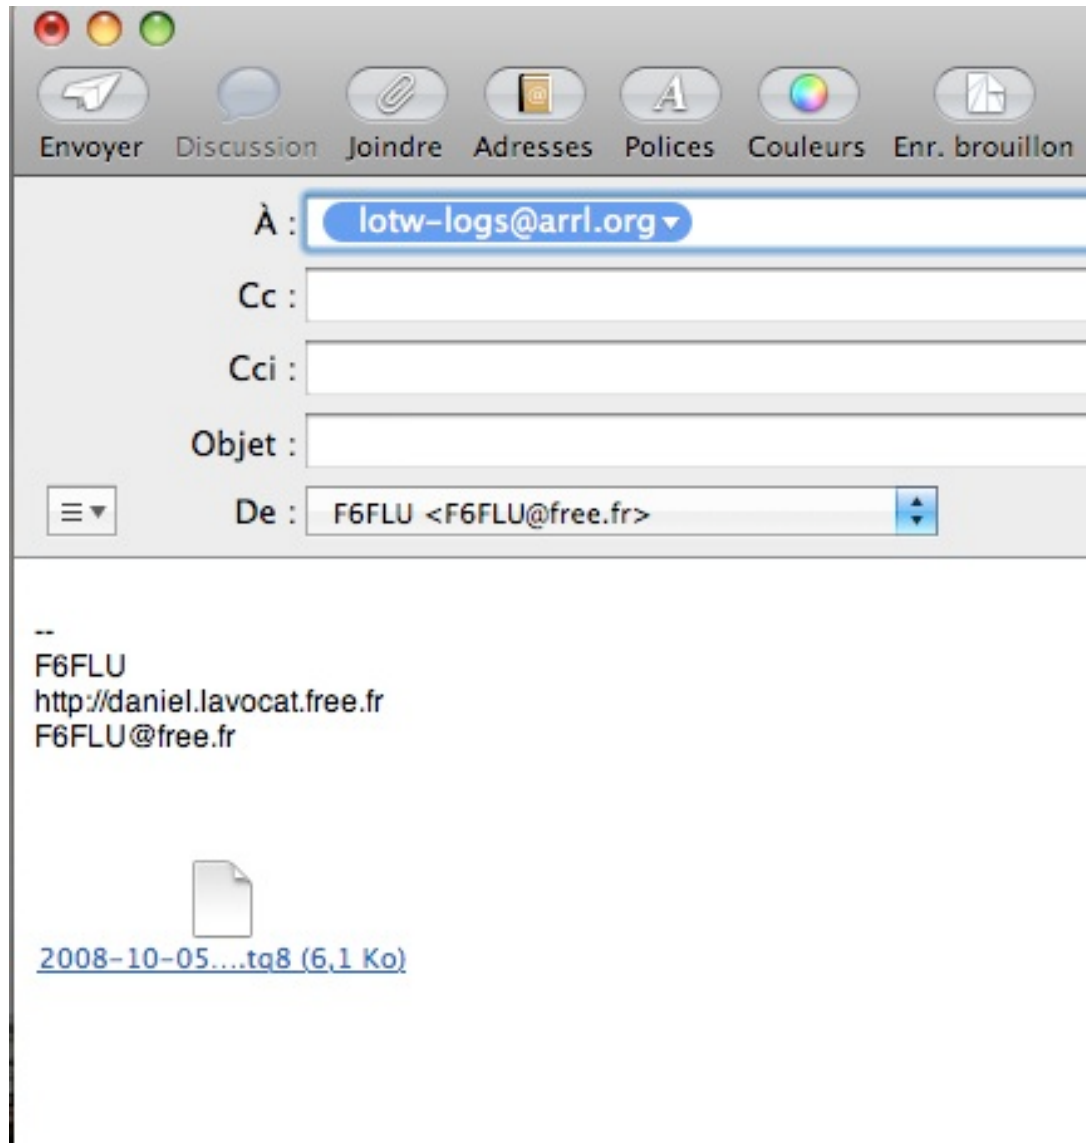 Envoyer Discussion Joindre Adresses Polices Couleurs Enr. brouillon
À : lotw-logs@arrl.org
Cc :
Cci :
Objet :
De : F6FLU <F6FLU@free.fr>
--
F6FLU
http://daniel.lavocat.free.fr
F6FLU@free.fr
2008-10-05....tq8 (6,1 Ko)